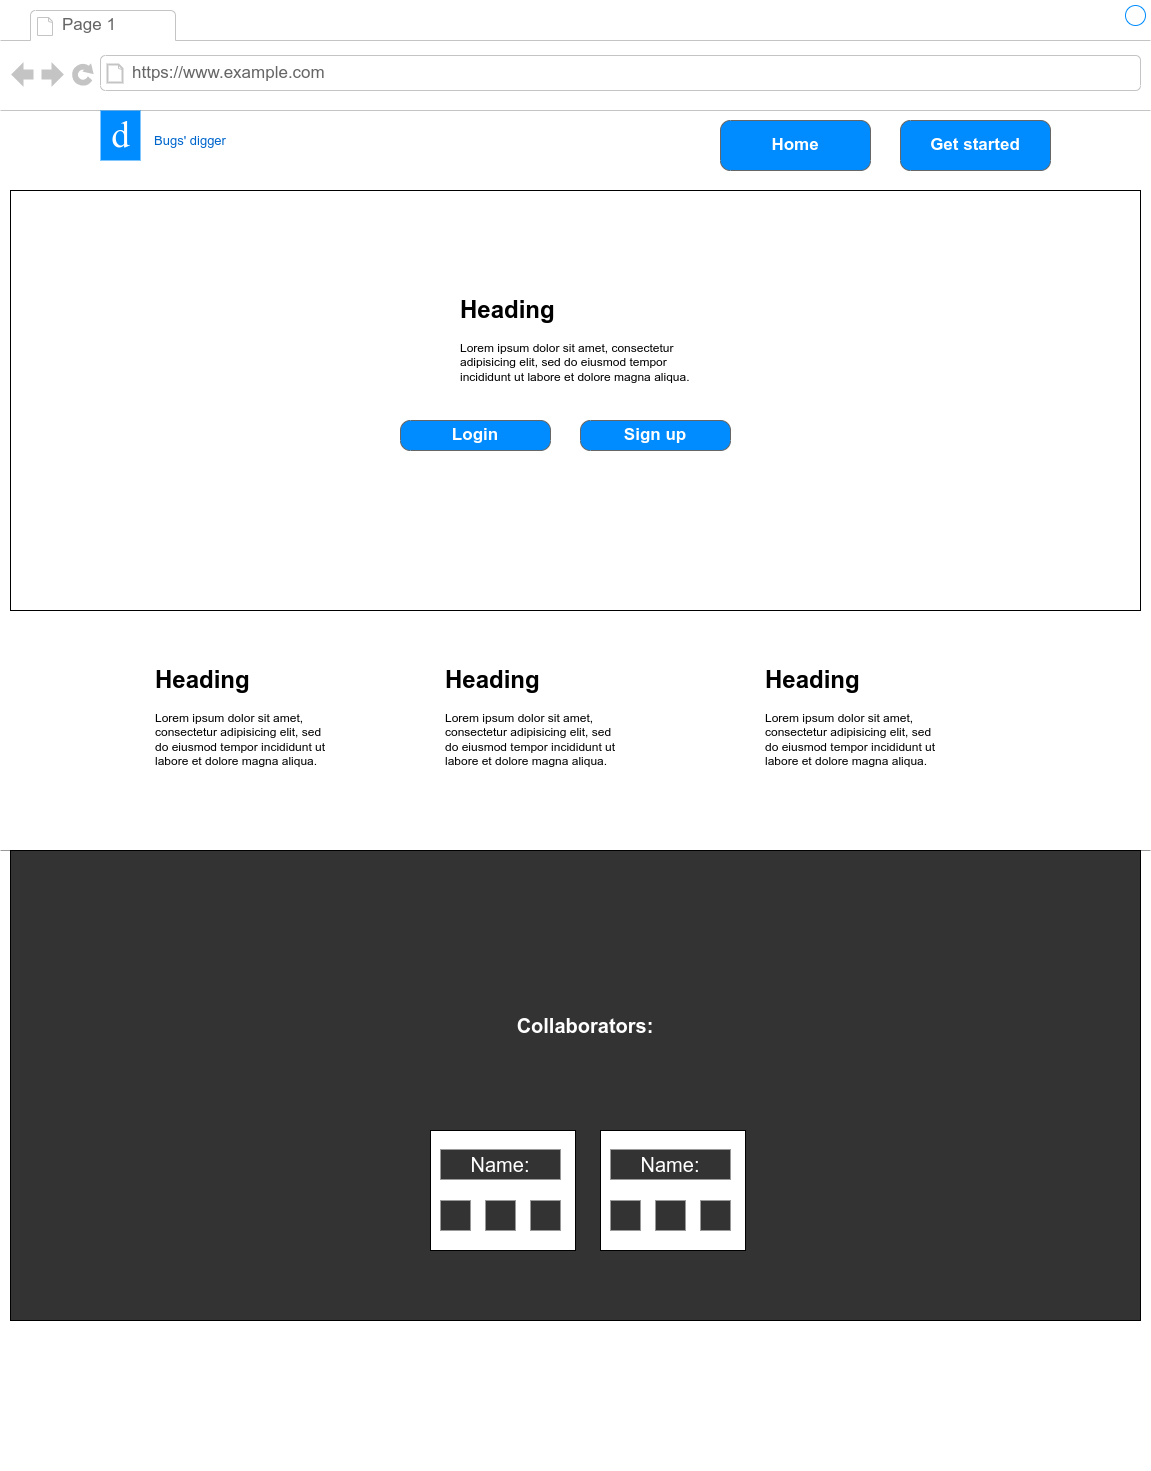 Page 1
https://www.example.com
d
Bugs' digger
Home
Get started
Heading
Lorem ipsum dolor sit amet, consectetur
adipisicing elit, sed do eiusmod tempor
incididunt ut labore et dolore magna aliqua.
Login
Sign up
Heading
Lorem ipsum dolor sit amet,
consectetur adipisicing elit, sed
do eiusmod tempor incididunt ut
labore et dolore magna aliqua.
Heading
Lorem ipsum dolor sit amet,
consectetur adipisicing elit, sed
do eiusmod tempor incididunt ut
labore et dolore magna aliqua.
Heading
Lorem ipsum dolor sit amet,
consectetur adipisicing elit, sed
do eiusmod tempor incididunt ut
labore et dolore magna aliqua.
Collaborators:
Name:
Name: